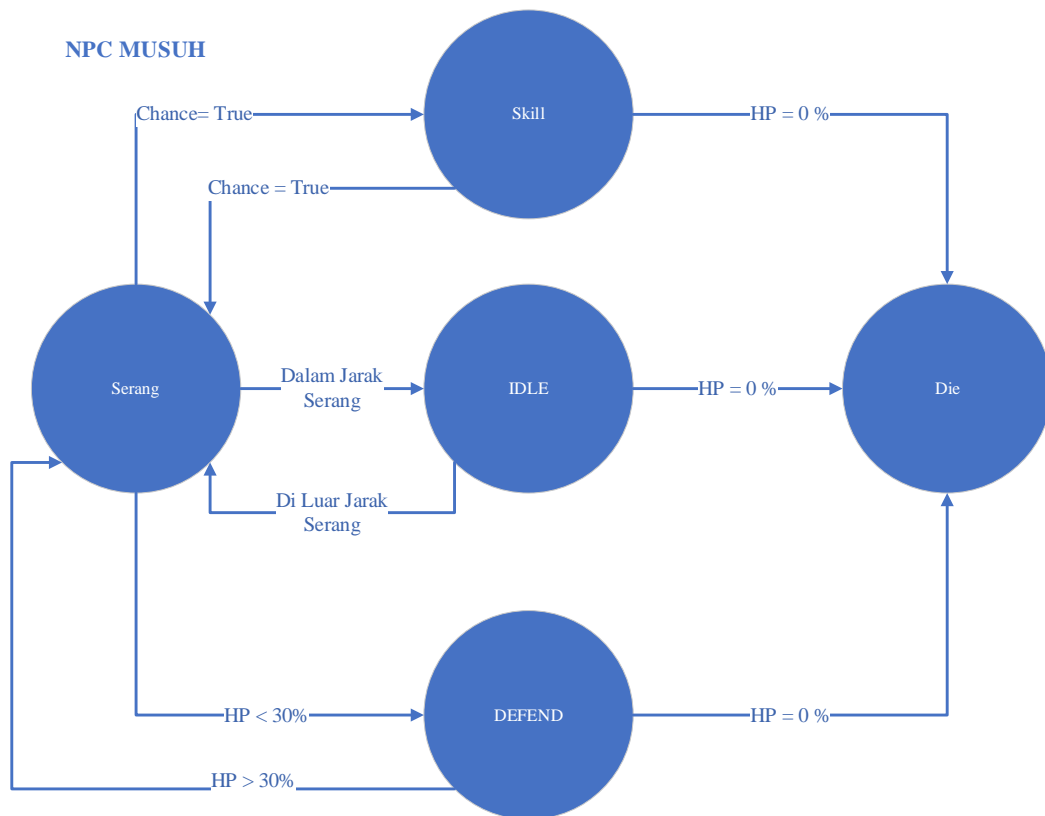 NPC MUSUH
Chance= True
Skill
HP = 0 %
Chance = True
Serang
Dalam Jarak
Serang
IDLE
HP = 0 %
Die
Di Luar Jarak
Serang
HP < 30%
DEFEND
HP = 0 %
HP > 30%